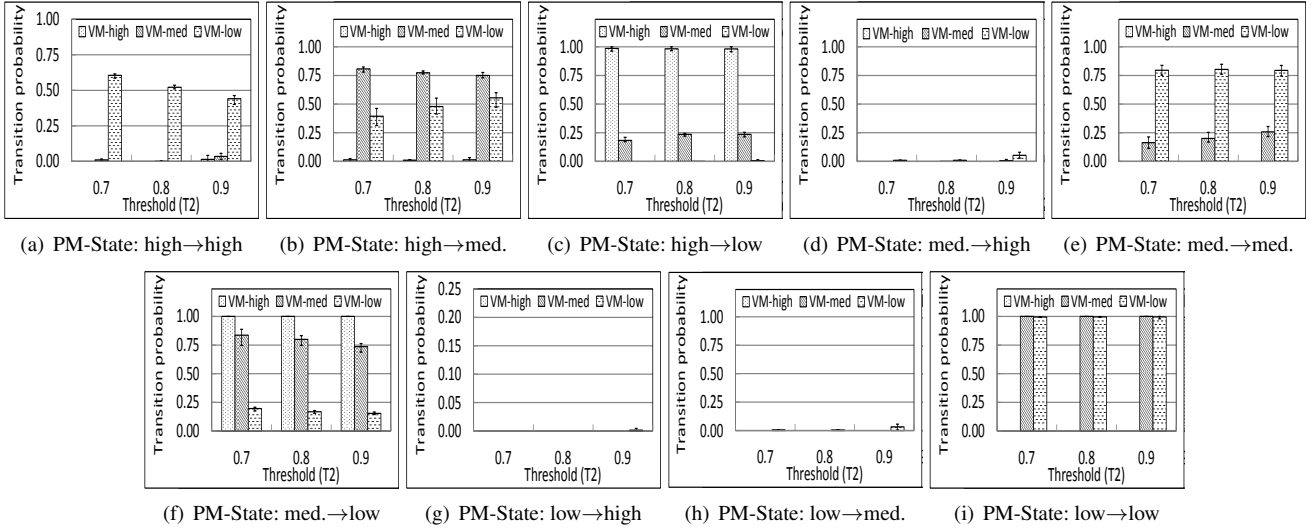 VM-high VM-med VM-low
Transition probability
1.00
0.75
0.50
0.25
0.00
0.7 0.8 0.9
Threshold (T2)
(a) PM-State: high→high
VM-high VM-med VM-low
Transition probability
1.00
0.75
0.50
0.25
0.00
0.7 0.8 0.9
Threshold (T2)
(b) PM-State: high→med.
VM-high VM-med VM-low
Transition probability
1.00
0.75
0.50
0.25
0.00
0.7 0.8 0.9
Threshold (T2)
(c) PM-State: high→low
VM-high VM-med VM-low
Transition probability
1.00
0.75
0.50
0.25
0.00
0.7 0.8 0.9
Threshold (T2)
(d) PM-State: med.→high
VM-high VM-med VM-low
Transition probability
1.00
0.75
0.50
0.25
0.00
0.7 0.8 0.9
Threshold (T2)
(e) PM-State: med.→med.
VM-high VM-med VM-low
Transition probability
1.00
0.75
0.50
0.25
0.00
0.7 0.8 0.9
Threshold (T2)
(f) PM-State: med.→low
VM-high VM-med VM-low
Transition probability
0.25
0.20
0.15
0.10
0.05
0.00
0.7 0.8 0.9
Threshold (T2)
(g) PM-State: low→high
VM-high VM-med VM-low
Transition probability
1.00
0.75
0.50
0.25
0.00
0.7 0.8 0.9
Threshold (T2)
(h) PM-State: low→med.
VM-high VM-med VM-low
Transition probability
1.00
0.75
0.50
0.25
0.00
0.7 0.8 0.9
Threshold (T2)
(i) PM-State: low→low